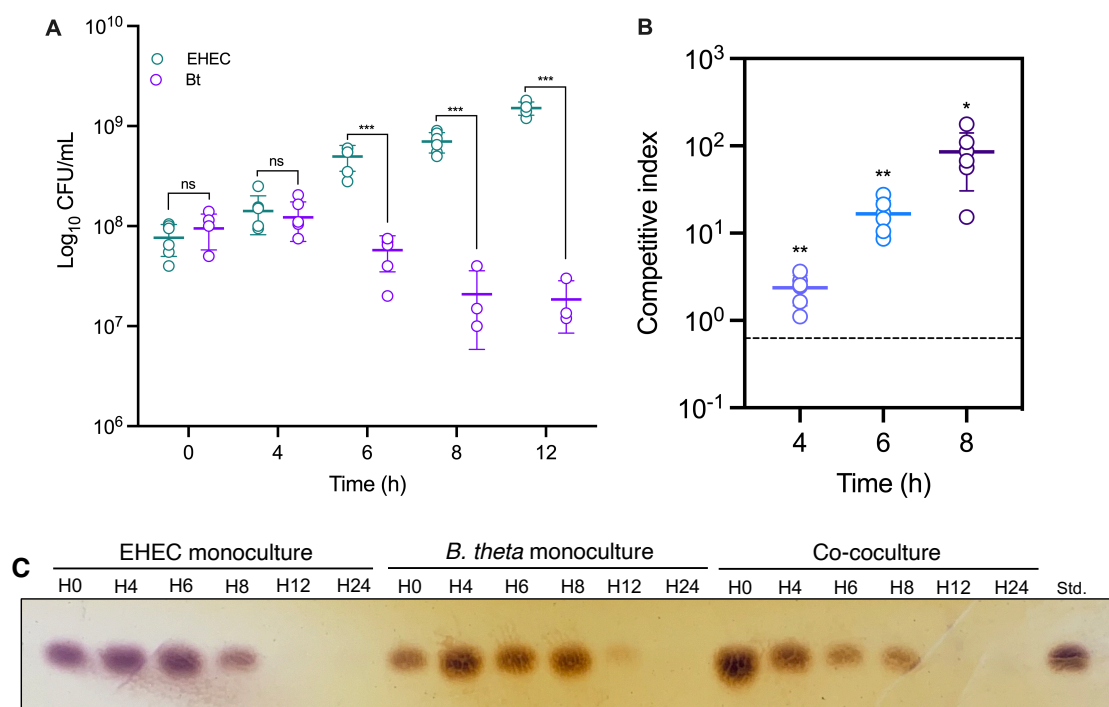 A
10^10
10^9
10^8
10^7
10^6
Log10 CFU/mL
EHEC
Bt
ns
ns
***
***
***
0 4 6 8 12
Time (h)
B
10^3
10^2
10^1
10^0
10^-1
Competitive index
**
**
*
4 6 8
Time (h)
C
EHEC monoculture B. theta monoculture Co-coculture
H0 H4 H6 H8 H12 H24 H0 H4 H6 H8 H12 H24 H0 H4 H6 H8 H12 H24 Std.